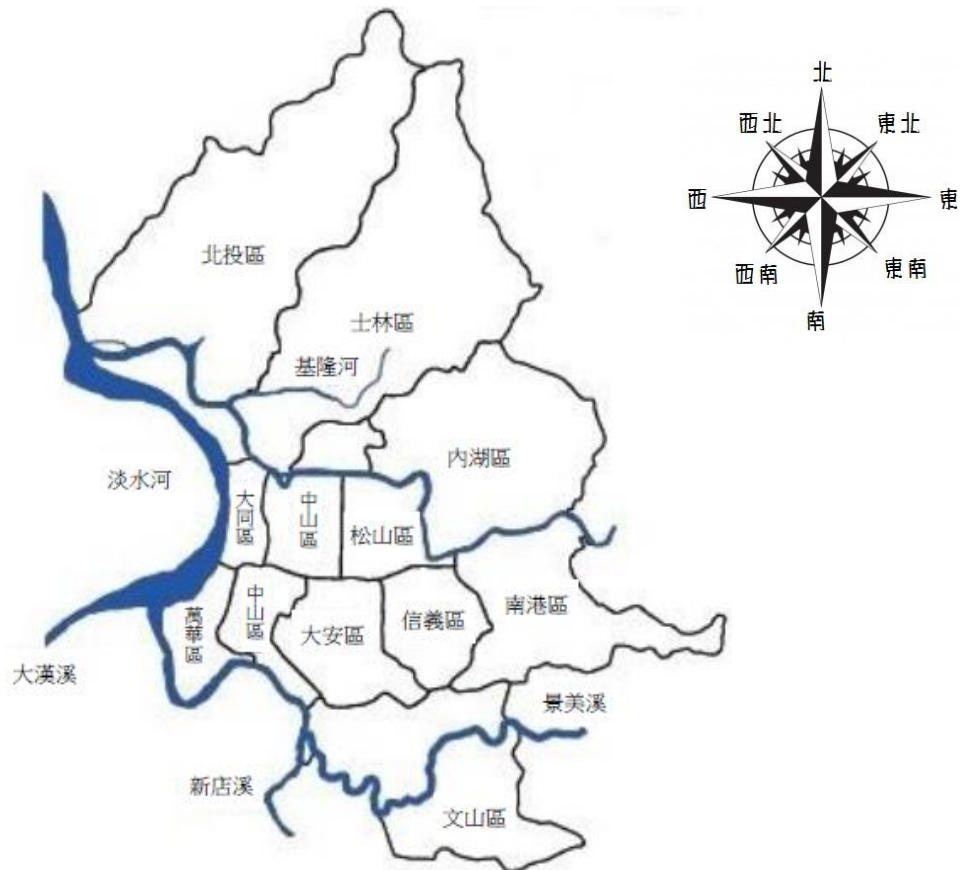 北
西北
東北
西
東
西南
東南
南
北投區
士林區
基隆河
內湖區
淡水河
大同區
中山區
松山區
萬華區
中山區
大安區
信義區
南港區
大漢溪
景美溪
新店溪
文山區